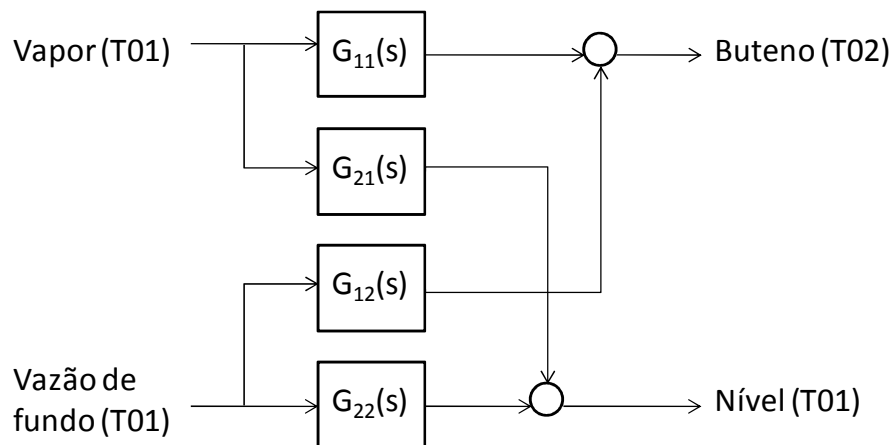 Vapor (T01)
G11(s)
Buteno (T02)
G21(s)
G12(s)
Vazão de
fundo (T01)
G22(s)
Nível (T01)